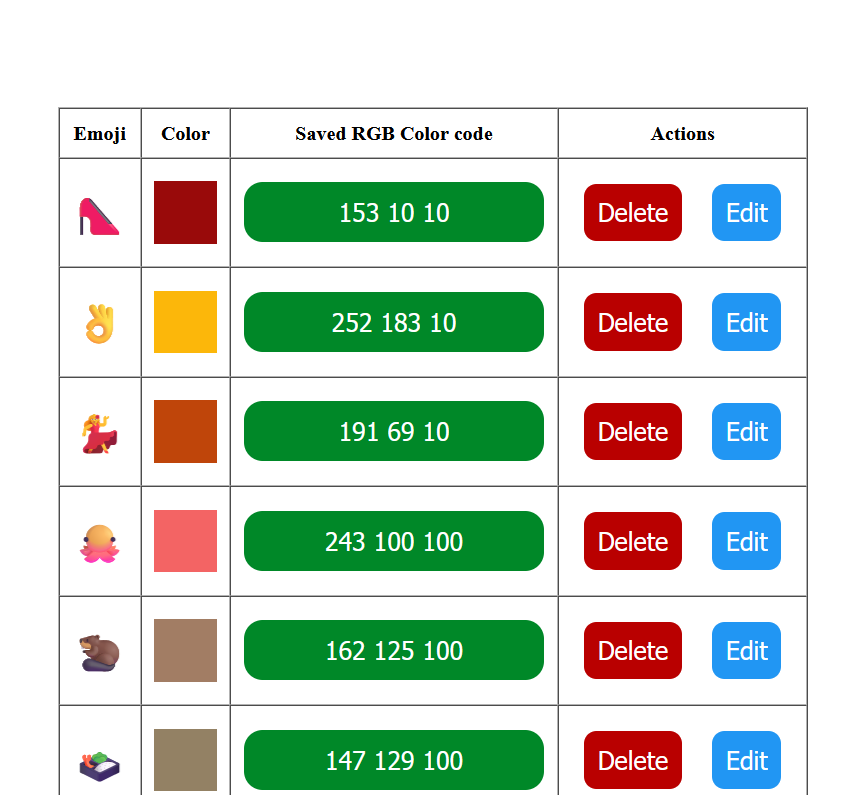 Emoji Color Saved RGB Color code Actions
153 10 10 Delete Edit
252 183 10 Delete Edit
191 69 10 Delete Edit
243 100 100 Delete Edit
162 125 100 Delete Edit
147 129 100 Delete Edit